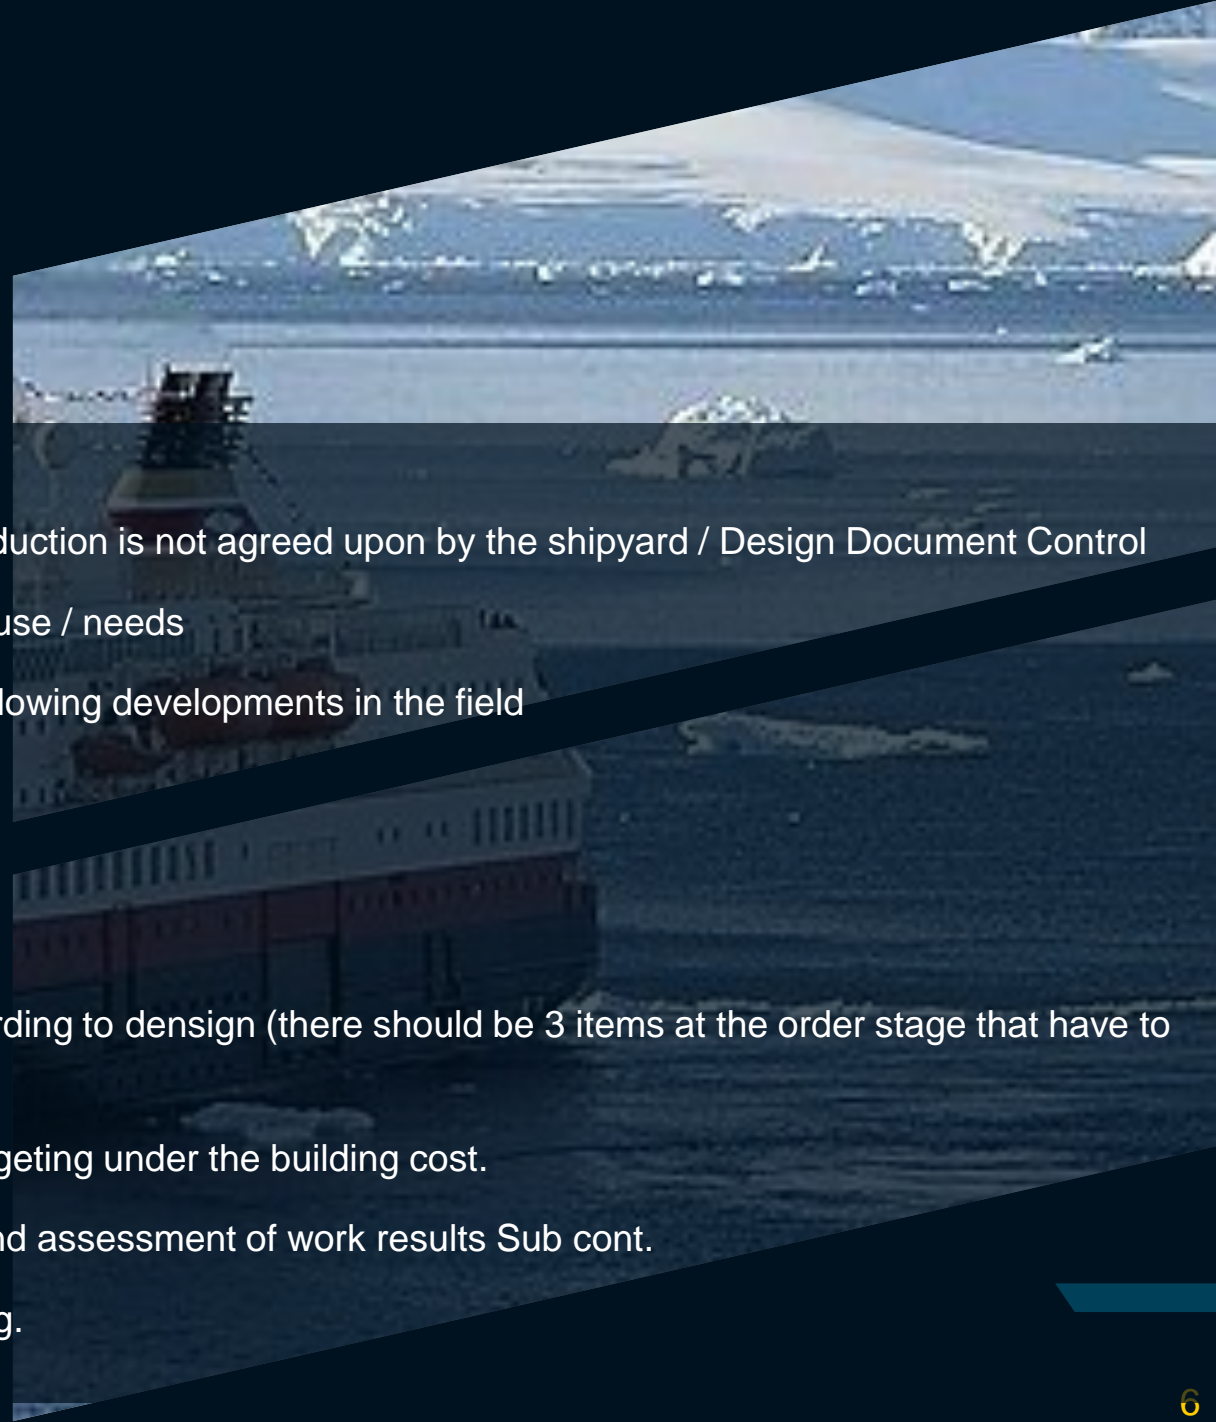 duction is not agreed upon by the shipyard / Design Document Control
use / needs
lowing developments in the field
rding to densign (there should be 3 items at the order stage that have to
geting under the building cost.
nd assessment of work results Sub cont.
g.
6